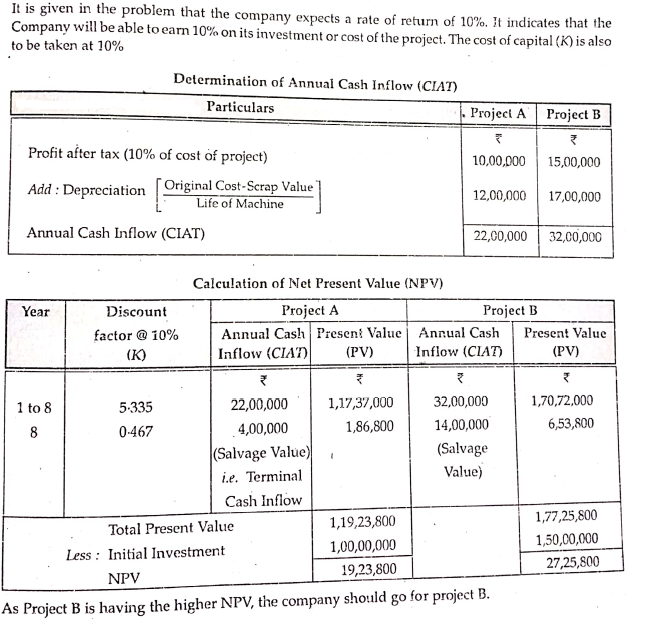 It is given in the problem that the company expects a rate of return of 10%. It indicates that the
Company will be able to earn 10% on its investment or cost of the project. The cost of capital (K) is also
to be taken at 10%
Determination of Annual Cash Inflow (CIAT)
Particulars Project A Project B
₹ ₹
Profit after tax (10% of cost of project) 10,00,000 15,00,000
Add : Depreciation [Original Cost-Scrap Value 12,00,000 17,00,000
Life of Machine]
Annual Cash Inflow (CIAT) 22,00,000 32,00,000
Calculation of Net Present Value (NPV)
Year Discount Project A Project B
factor @ 10% Annual Cash Present Value Annual Cash Present Value
(K) Inflow (CIAT) (PV) Inflow (CIAT) (PV)
₹ ₹ ₹ ₹
1 to 8 5·335 22,00,000 1,17,37,000 32,00,000 1,70,72,000
8 0·467 4,00,000 1,86,800 14,00,000 6,53,800
(Salvage Value) (Salvage
i.e. Terminal Value)
Cash Inflow
Total Present Value 1,19,23,800 1,77,25,800
Less : Initial Investment 1,00,00,000 1,50,00,000
NPV 19,23,800 27,25,800
As Project B is having the higher NPV, the company should go for project B.